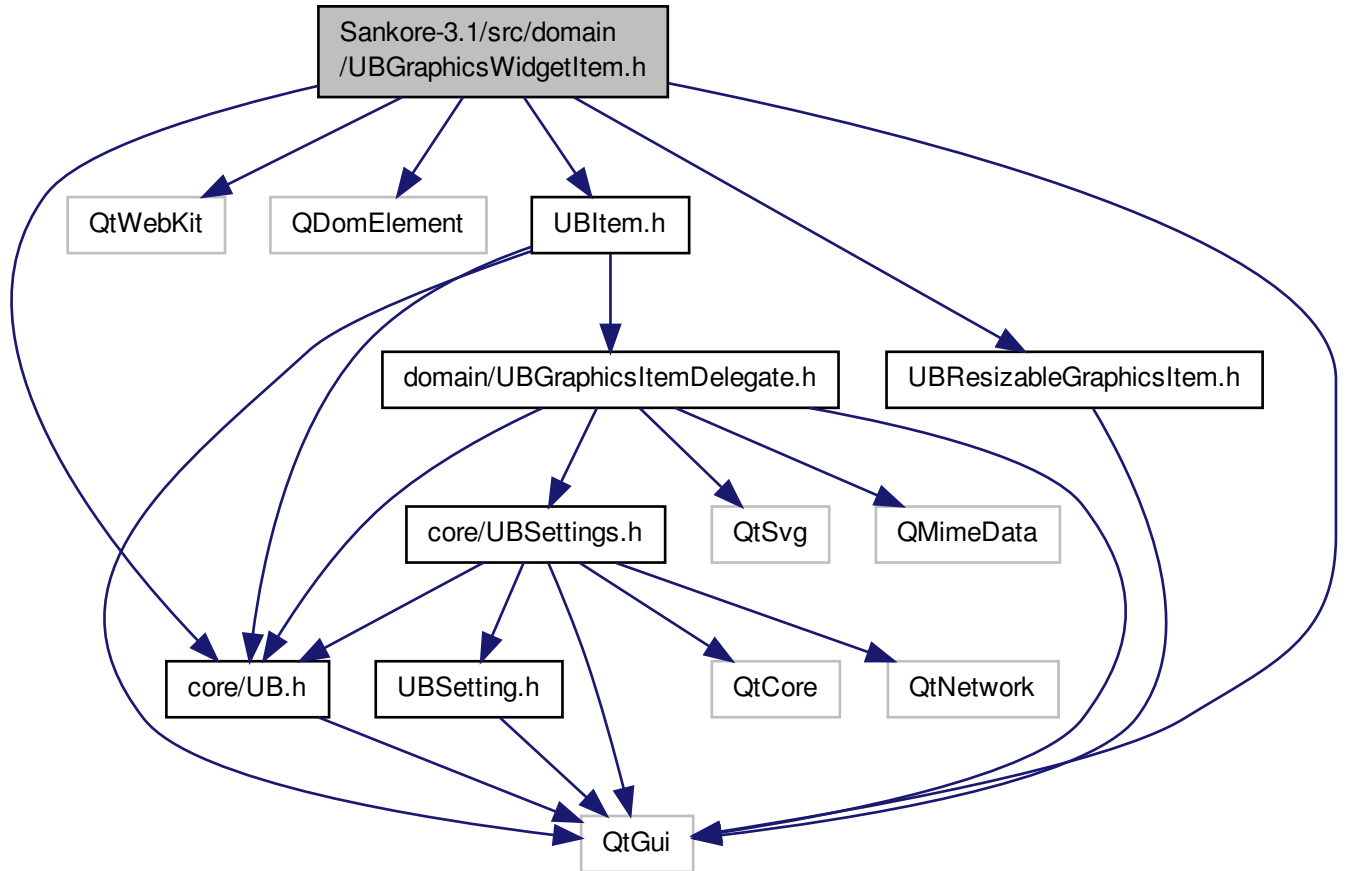 Sankore-3.1/src/domain
/UBGraphicsWidgetItem.h
QtWebKit
QDomElement
UBItem.h
domain/UBGraphicsItemDelegate.h
UBResizableGraphicsItem.h
core/UBSettings.h
QtSvg
QMimeData
core/UB.h
UBSetting.h
QtCore
QtNetwork
QtGui